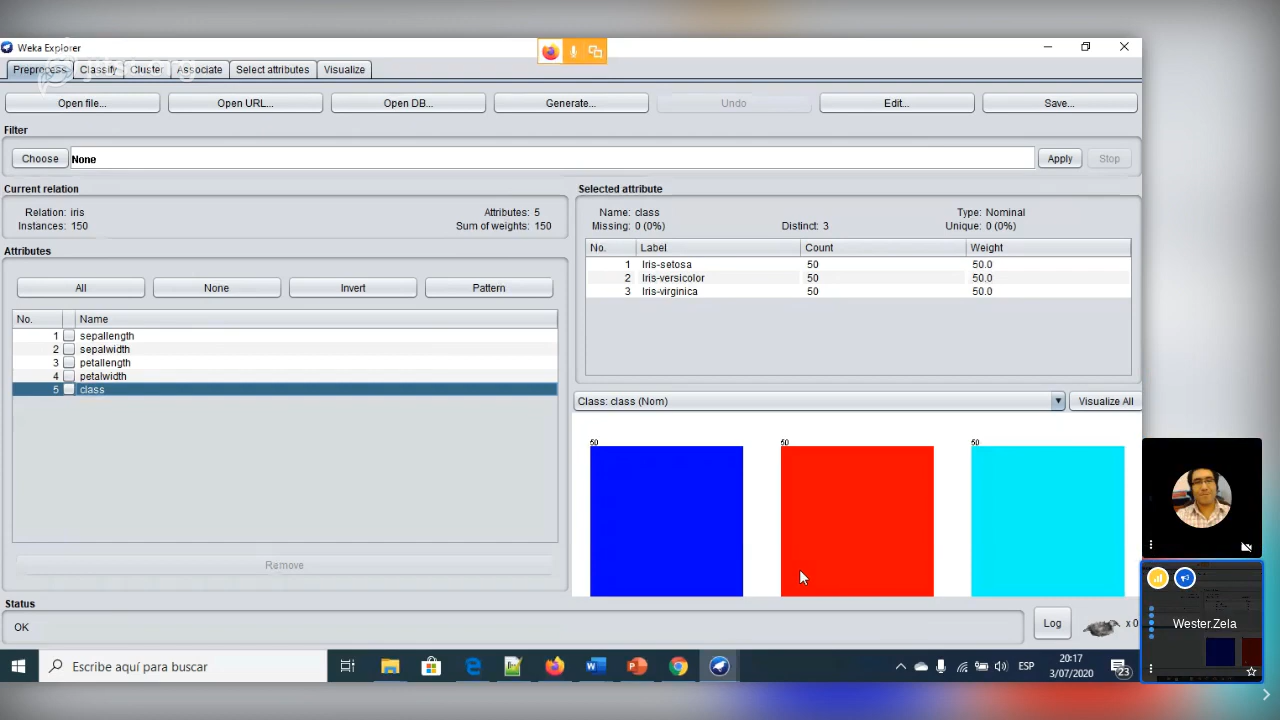 Weka Explorer
Preprocess Classify Cluster Associate Select attributes Visualize
Open file... Open URL... Open DB... Generate... Undo Edit... Save...
Filter
Choose None Apply Stop
Current relation
Relation: iris Attributes: 5
Instances: 150 Sum of weights: 150
Attributes
All None Invert Pattern
No. Name
1 sepallength
2 sepalwidth
3 petallength
4 petalwidth
5 class
Remove
Selected attribute
Name: class Type: Nominal
Missing: 0 (0%) Distinct: 3 Unique: 0 (0%)
No. Label Count Weight
1 Iris-setosa 50 50.0
2 Iris-versicolor 50 50.0
3 Iris-virginica 50 50.0
Class: class (Nom) Visualize All
50 50 50
Status
OK Log x 0
Wester.Zela
Escribe aquí para buscar ESP 20:17
3/07/2020 23